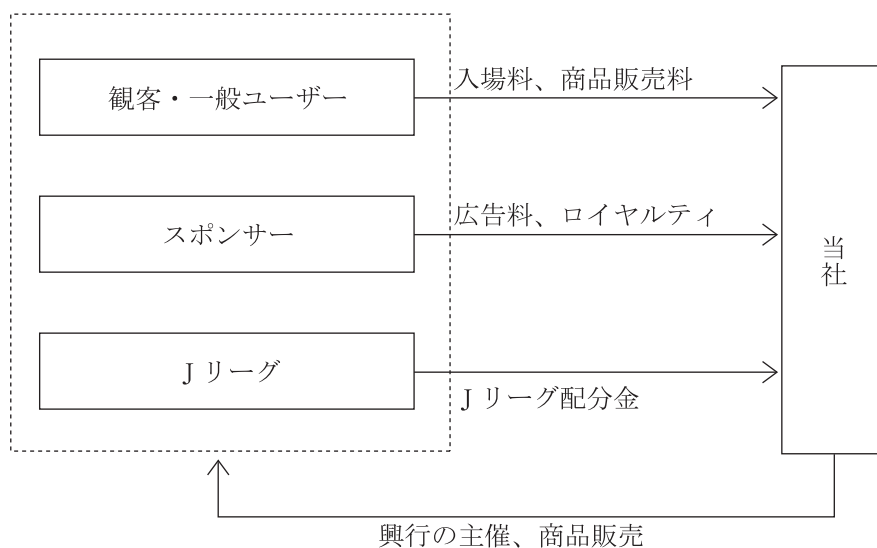 観客・一般ユーザー
入場料、商品販売料
スポンサー
広告料、ロイヤルティ
当社
Jリーグ
Jリーグ配分金
興行の主催、商品販売